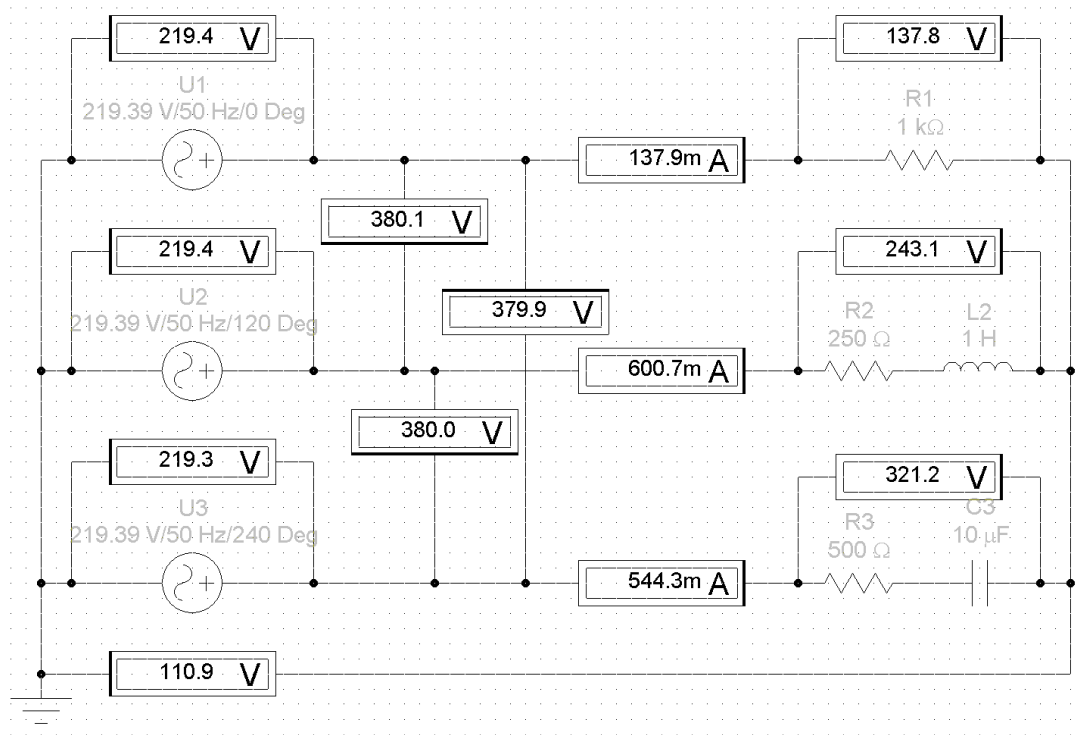 219.4 V
137.8 V
U1
219.39 V/50 Hz/0 Deg
R1
1 kΩ
137.9m A
380.1 V
219.4 V
243.1 V
U2
219.39 V/50 Hz/120 Deg
379.9 V
R2
250 Ω
L2
1 H
600.7m A
380.0 V
219.3 V
321.2 V
U3
219.39 V/50 Hz/240 Deg
R3
500 Ω
C3
10 µF
544.3m A
110.9 V